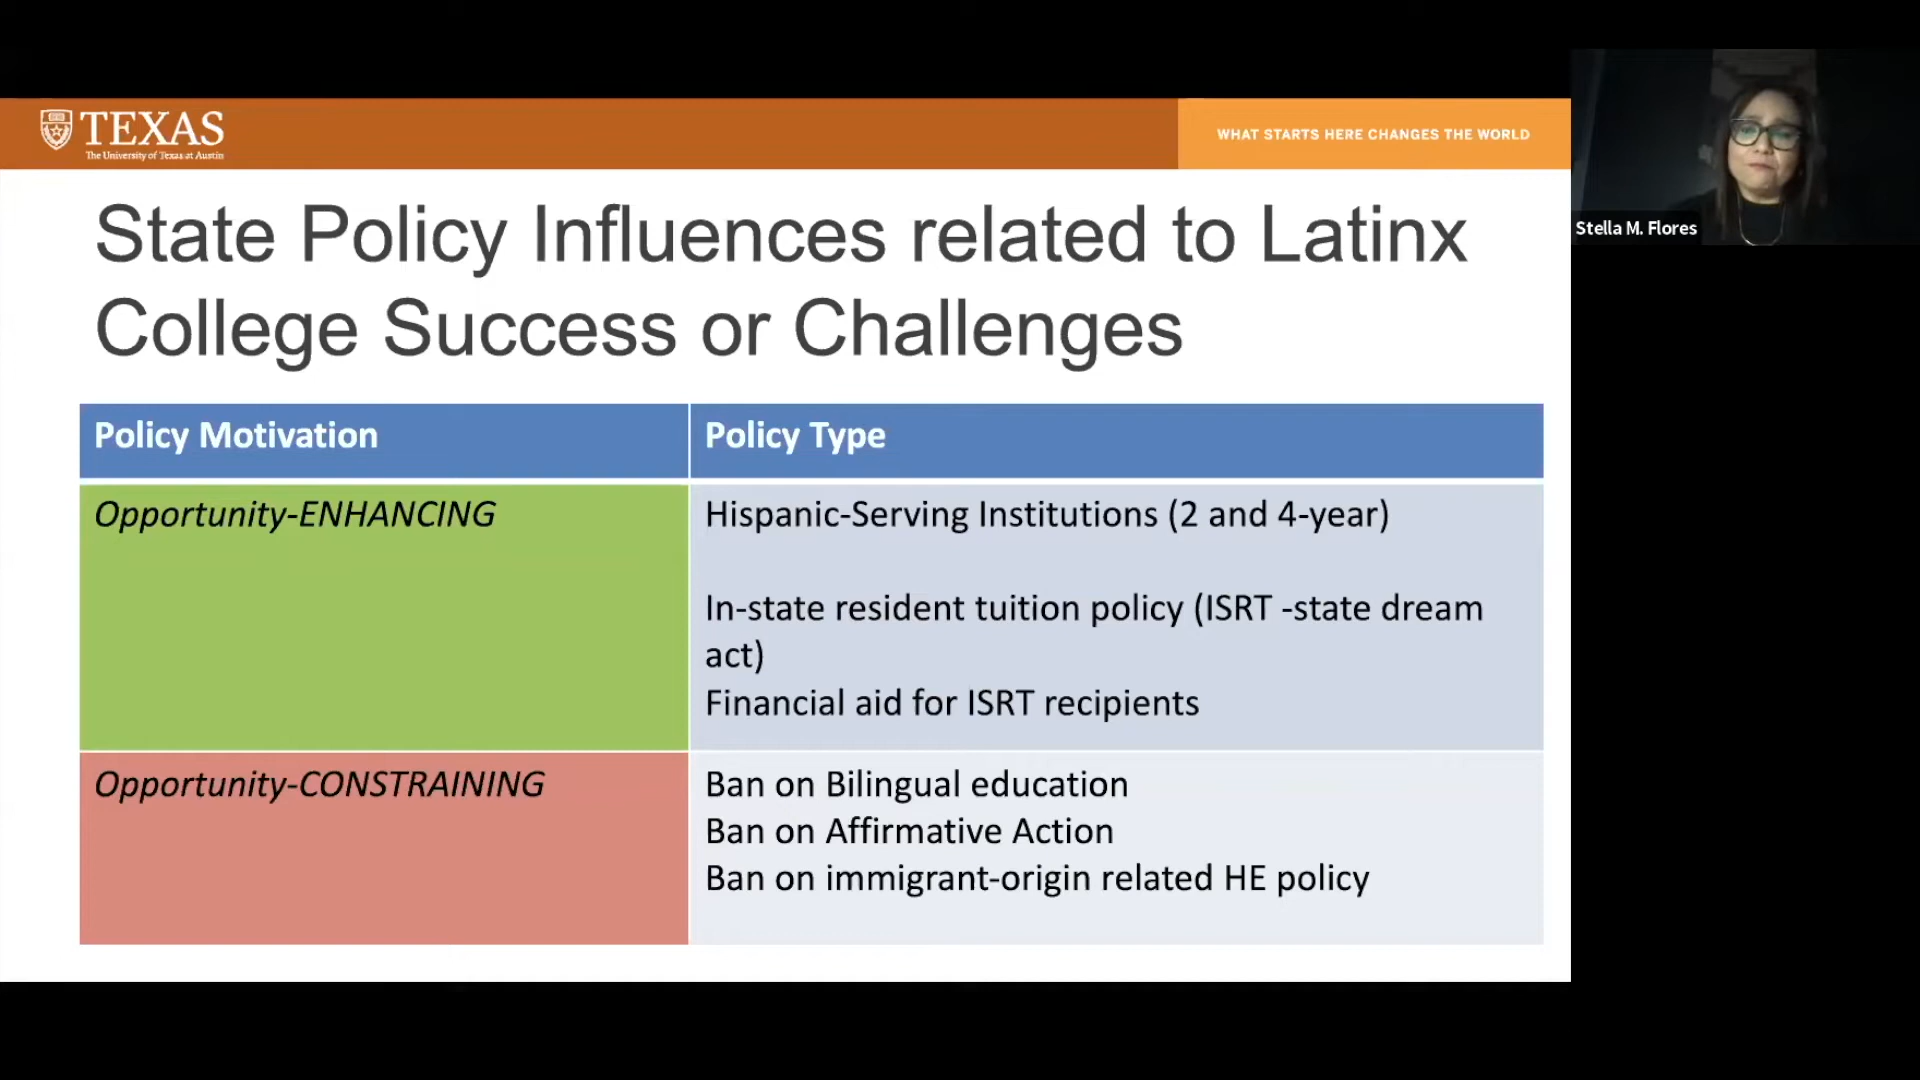 TEXAS
The University of Texas at Austin
WHAT STARTS HERE CHANGES THE WORLD
Stella M. Flores
State Policy Influences related to Latinx
College Success or Challenges
Policy Motivation
Policy Type
Opportunity-ENHANCING
Hispanic-Serving Institutions (2 and 4-year)
In-state resident tuition policy (ISRT -state dream
act)
Financial aid for ISRT recipients
Opportunity-CONSTRAINING
Ban on Bilingual education
Ban on Affirmative Action
Ban on immigrant-origin related HE policy